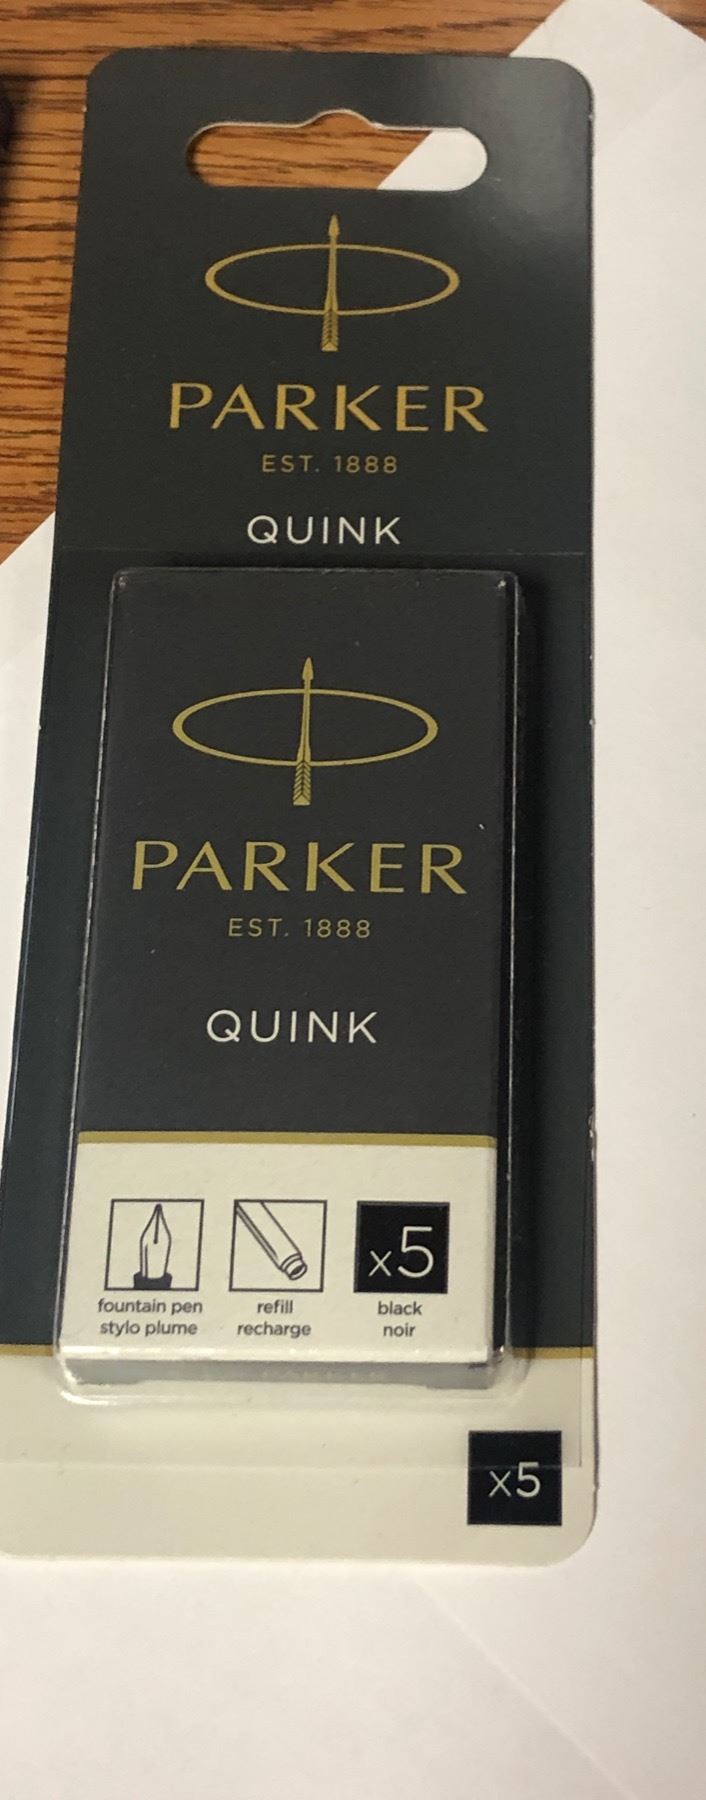 PARKER
EST. 1888
QUINK
PARKER
EST. 1888
QUINK
x5
fountain pen
stylo plume
refill
recharge
black
noir
x5